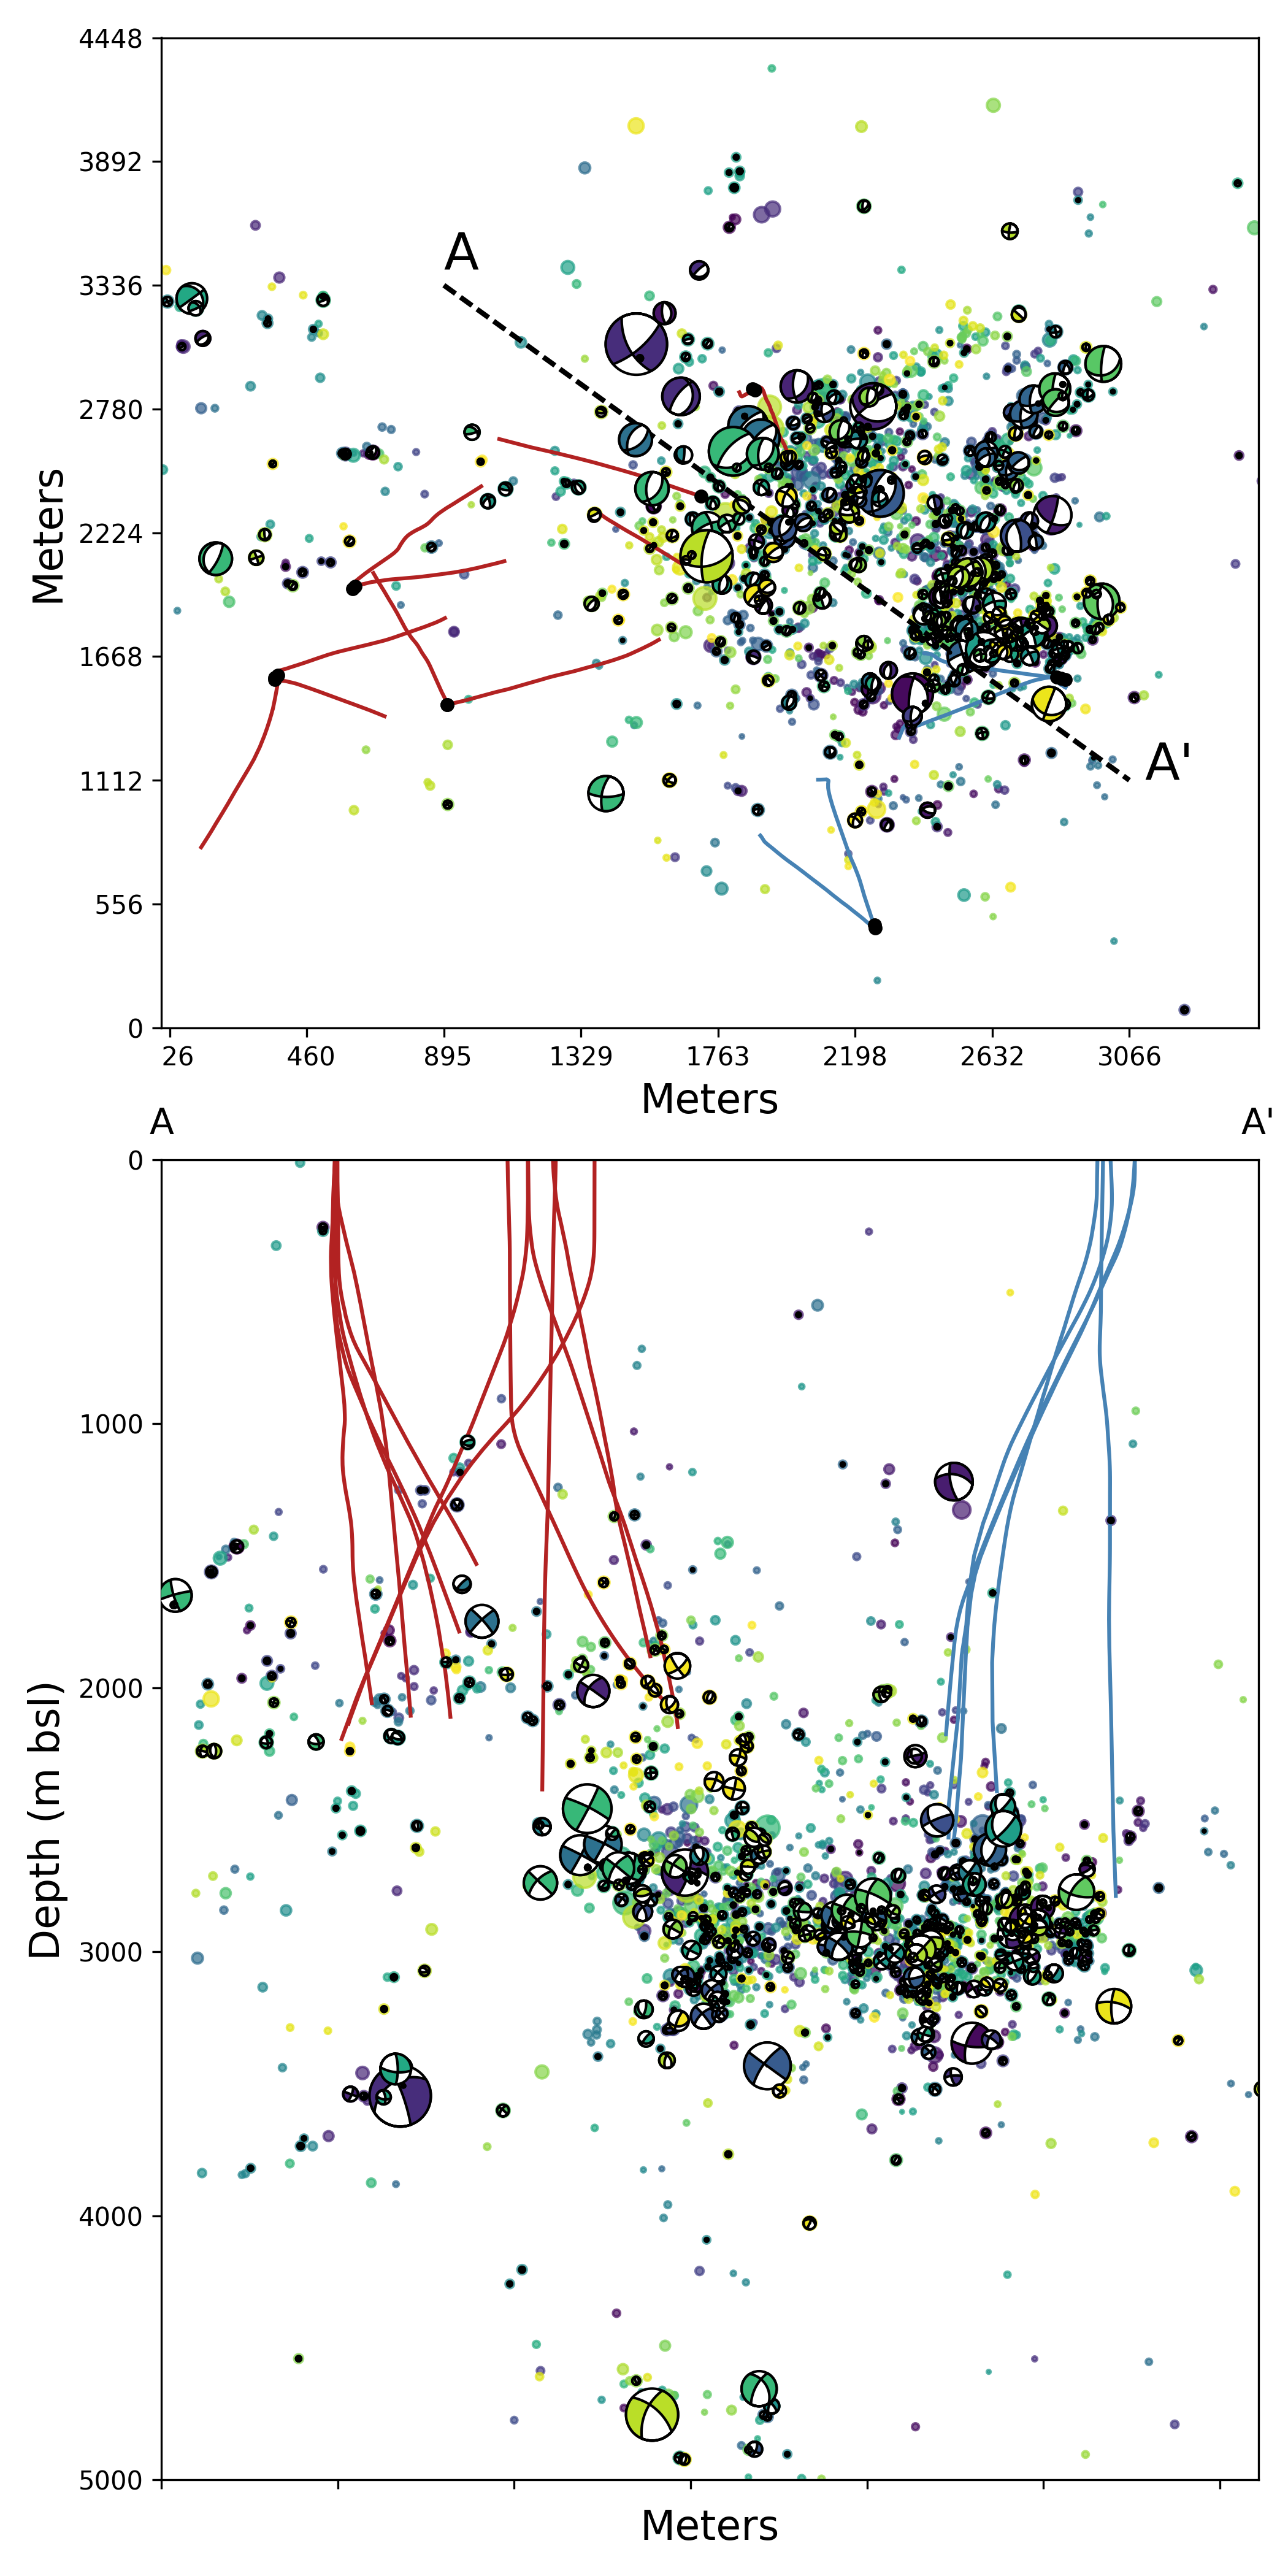 4448
3892
3336
2780
2224
1668
1112
556
0
Meters
A
A'
26 460 895 1329 1763 2198 2632 3066
Meters
A A'
0
1000
2000
3000
4000
5000
Depth (m bsl)
Meters